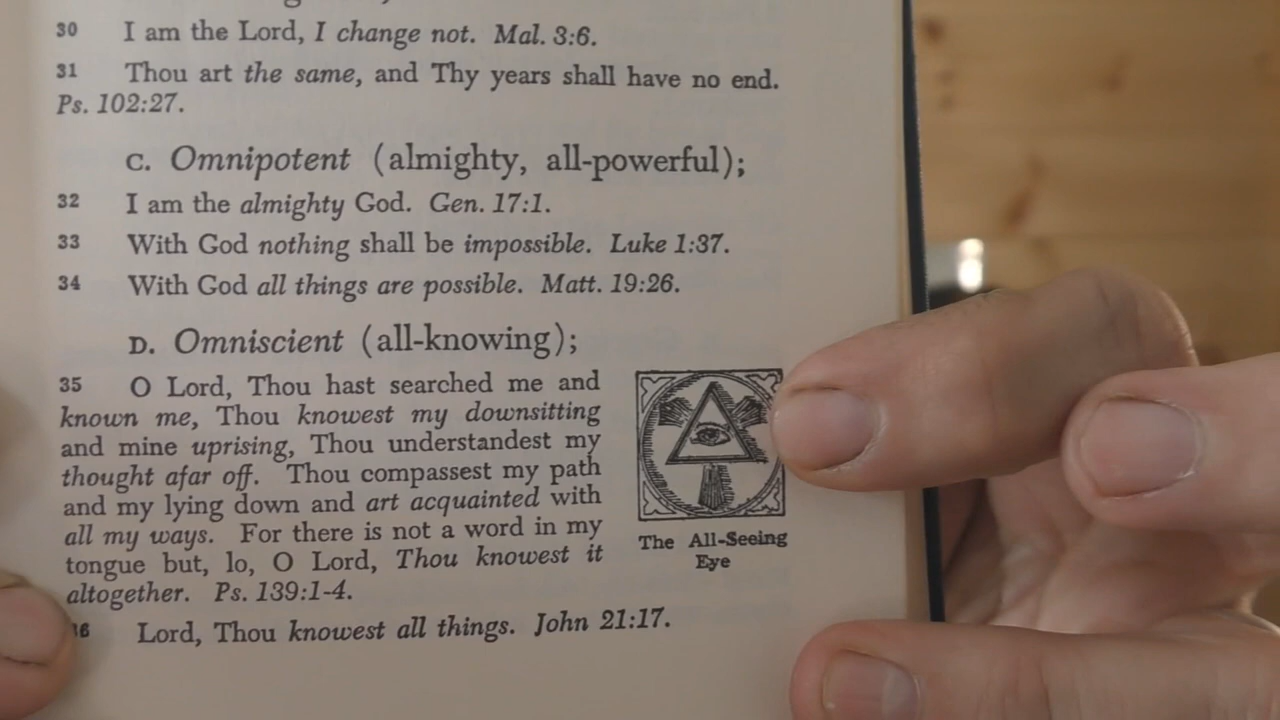 30 I am the Lord, I change not. Mal. 3:6.
31 Thou art the same, and Thy years shall have no end.
Ps. 102:27.
C. Omnipotent (almighty, all-powerful);
32 I am the almighty God. Gen. 17:1.
33 With God nothing shall be impossible. Luke 1:37.
34 With God all things are possible. Matt. 19:26.
D. Omniscient (all-knowing);
35 O Lord, Thou hast searched me and
known me, Thou knowest my downsitting
and mine uprising, Thou understandest my
thought afar off. Thou compassest my path
and my lying down and art acquainted with
all my ways. For there is not a word in my
tongue but, lo, O Lord, Thou knowest it
altogether. Ps. 139:1-4.
The All-Seeing
Eye
36 Lord, Thou knowest all things. John 21:17.